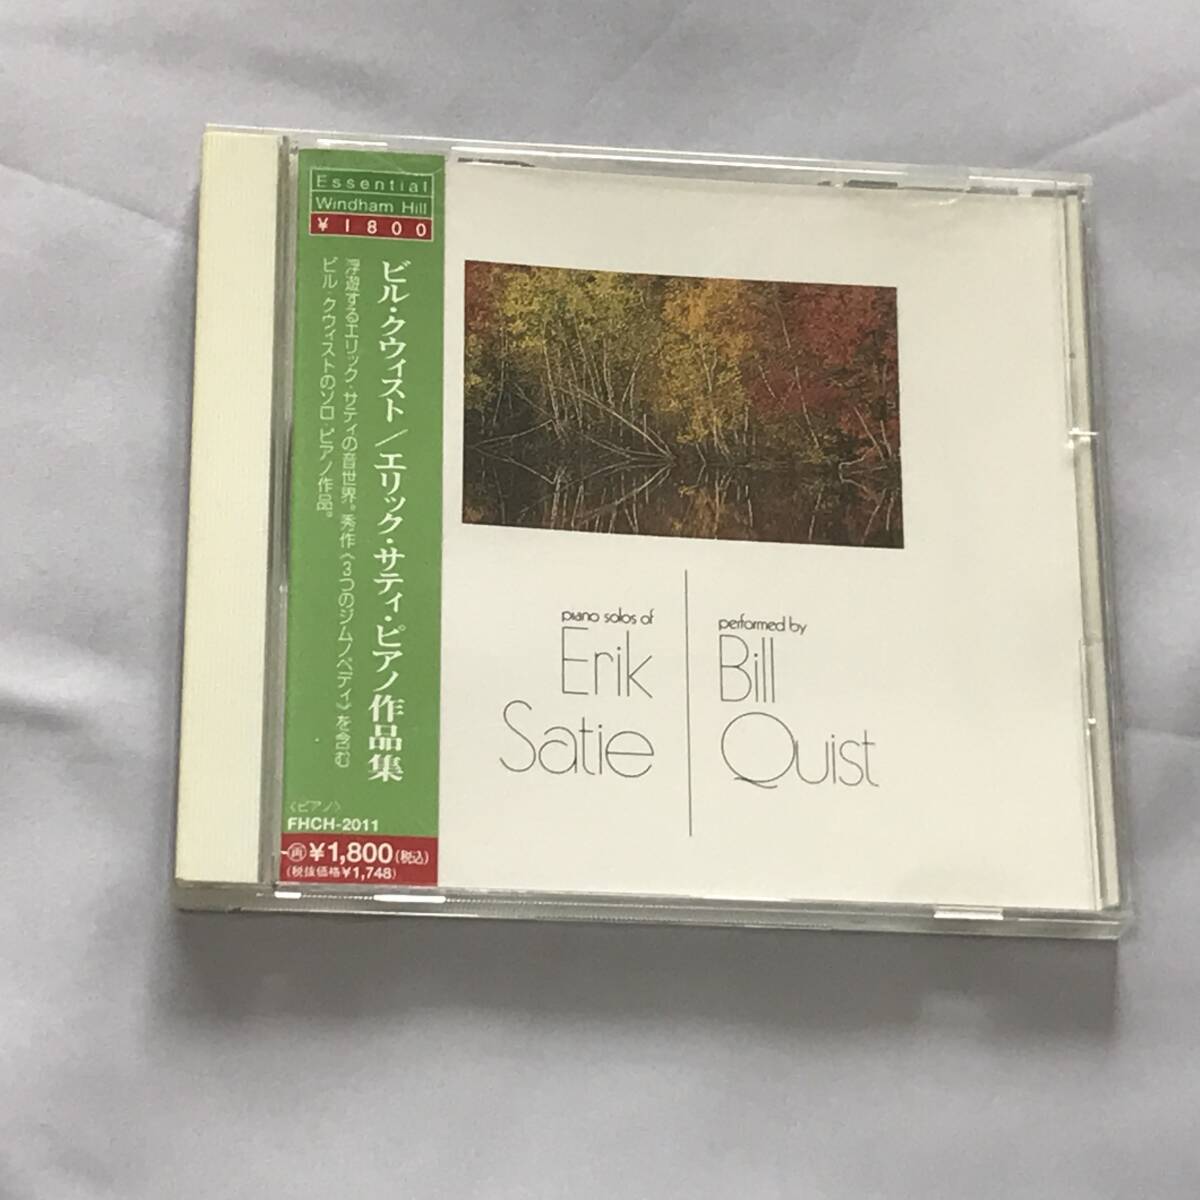 Essential
Windham Hill
¥1800
ビル・クウィスト/エリック・サティ・ピアノ作品集
浮遊するエリック・サティの音世界。秀作《3つのジムノペディ》を含む
ビル・クウィストのソロ・ピアノ作品。
〈ピアノ〉
FHCH-2011
㊑¥1,800(税込)
(税抜価格¥1,748)
piano solos of
Erik
Satie
performed by
Bill
Quist